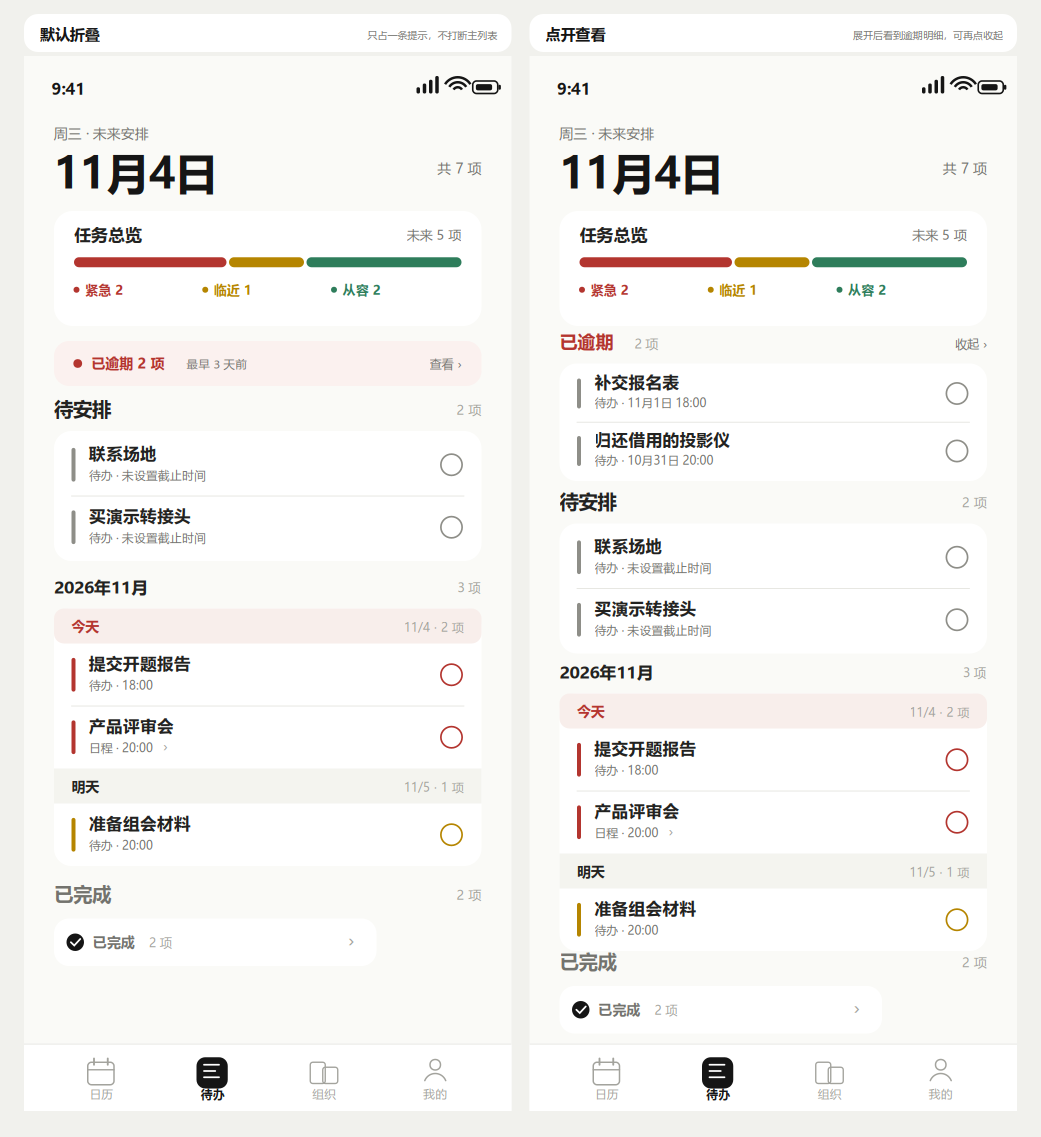 默认折叠
只占一条提示，不打断主列表
9:41
周三 · 未来安排
11月4日
共 7 项
任务总览
未来 5 项
紧急 2
临近 1
从容 2
已逾期 2 项
最早 3 天前
查看 ›
待安排
2 项
联系场地
待办 · 未设置截止时间
买演示转接头
待办 · 未设置截止时间
2026年11月
3 项
今天
11/4 · 2 项
提交开题报告
待办 · 18:00
产品评审会
日程 · 20:00 ›
明天
11/5 · 1 项
准备组会材料
待办 · 20:00
已完成
2 项
已完成 2 项 ›
日历
待办
组织
我的
点开查看
展开后看到逾期明细，可再点收起
9:41
周三 · 未来安排
11月4日
共 7 项
任务总览
未来 5 项
紧急 2
临近 1
从容 2
已逾期
2 项
收起 ›
补交报名表
待办 · 11月1日 18:00
归还借用的投影仪
待办 · 10月31日 20:00
待安排
2 项
联系场地
待办 · 未设置截止时间
买演示转接头
待办 · 未设置截止时间
2026年11月
3 项
今天
11/4 · 2 项
提交开题报告
待办 · 18:00
产品评审会
日程 · 20:00 ›
明天
11/5 · 1 项
准备组会材料
待办 · 20:00
已完成
2 项
已完成 2 项 ›
日历
待办
组织
我的